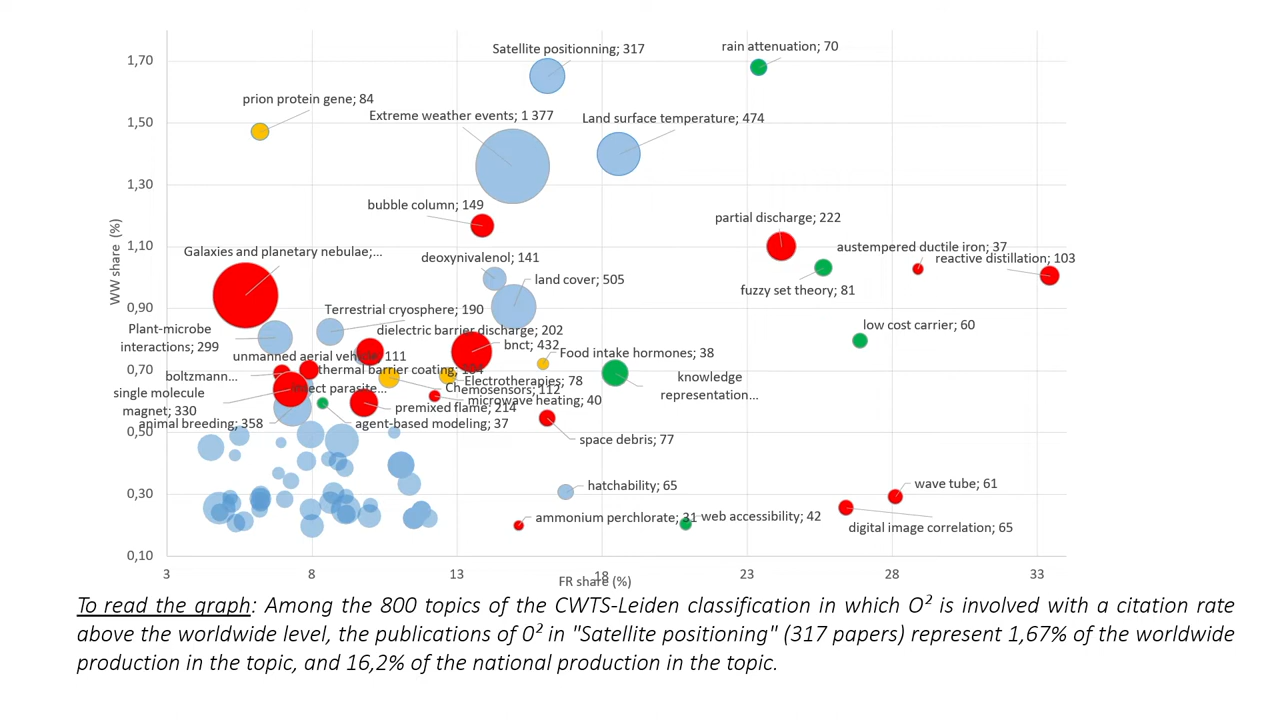 Satellite positionning; 317
rain attenuation; 70
1,70
prion protein gene; 84
Extreme weather events; 1 377
Land surface temperature; 474
1,50
1,30
bubble column; 149
partial discharge; 222
1,10
austempered ductile iron; 37
Galaxies and planetary nebulae;...
deoxynivalenol; 141
reactive distillation; 103
land cover; 505
fuzzy set theory; 81
WW share (%)
0,90
Terrestrial cryosphere; 190
Plant-microbe
interactions; 299
dielectric barrier discharge; 202
low cost carrier; 60
bnct; 432
unmanned aerial vehicle; 111
Food intake hormones; 38
0,70
thermal barrier coating; 104
boltzmann...
Electrotherapies; 78
knowledge
representation...
insect parasite...
Chemosensors; 112
single molecule
magnet; 330
microwave heating; 40
premixed flame; 214
animal breeding; 358
agent-based modeling; 37
0,50
space debris; 77
hatchability; 65
wave tube; 61
0,30
ammonium perchlorate; 31
web accessibility; 42
digital image correlation; 65
0,10
3
8
13
18
23
28
33
FR share (%)
To read the graph: Among the 800 topics of the CWTS-Leiden classification in which O² is involved with a citation rate
above the worldwide level, the publications of 0² in "Satellite positioning" (317 papers) represent 1,67% of the worldwide
production in the topic, and 16,2% of the national production in the topic.